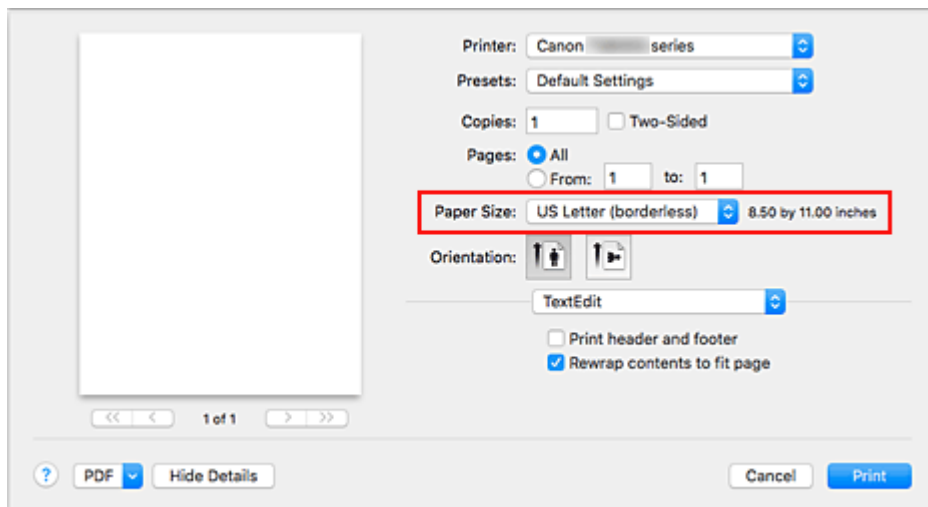 Printer: Canon series
Presets: Default Settings
Copies: 1 Two-Sided
Pages: All
From: 1 to: 1
Paper Size: US Letter (borderless) 8.50 by 11.00 inches
Orientation:
TextEdit
Print header and footer
Rewrap contents to fit page
<< < 1 of 1 > >>
? PDF Hide Details Cancel Print